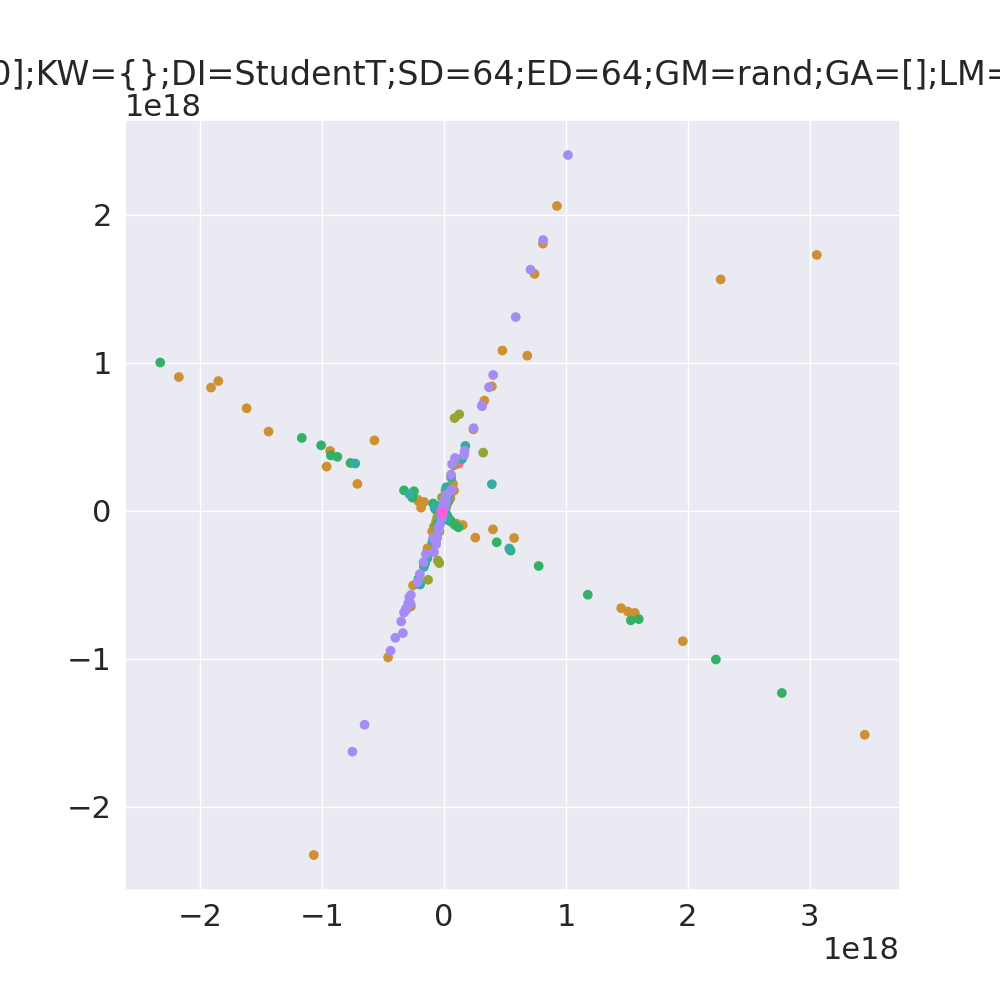 0];KW={};DI=StudentT;SD=64;ED=64;GM=rand;GA=[];LM=
1e18
2
1
0
−1
−2
−2 −1 0 1 2 3
1e18